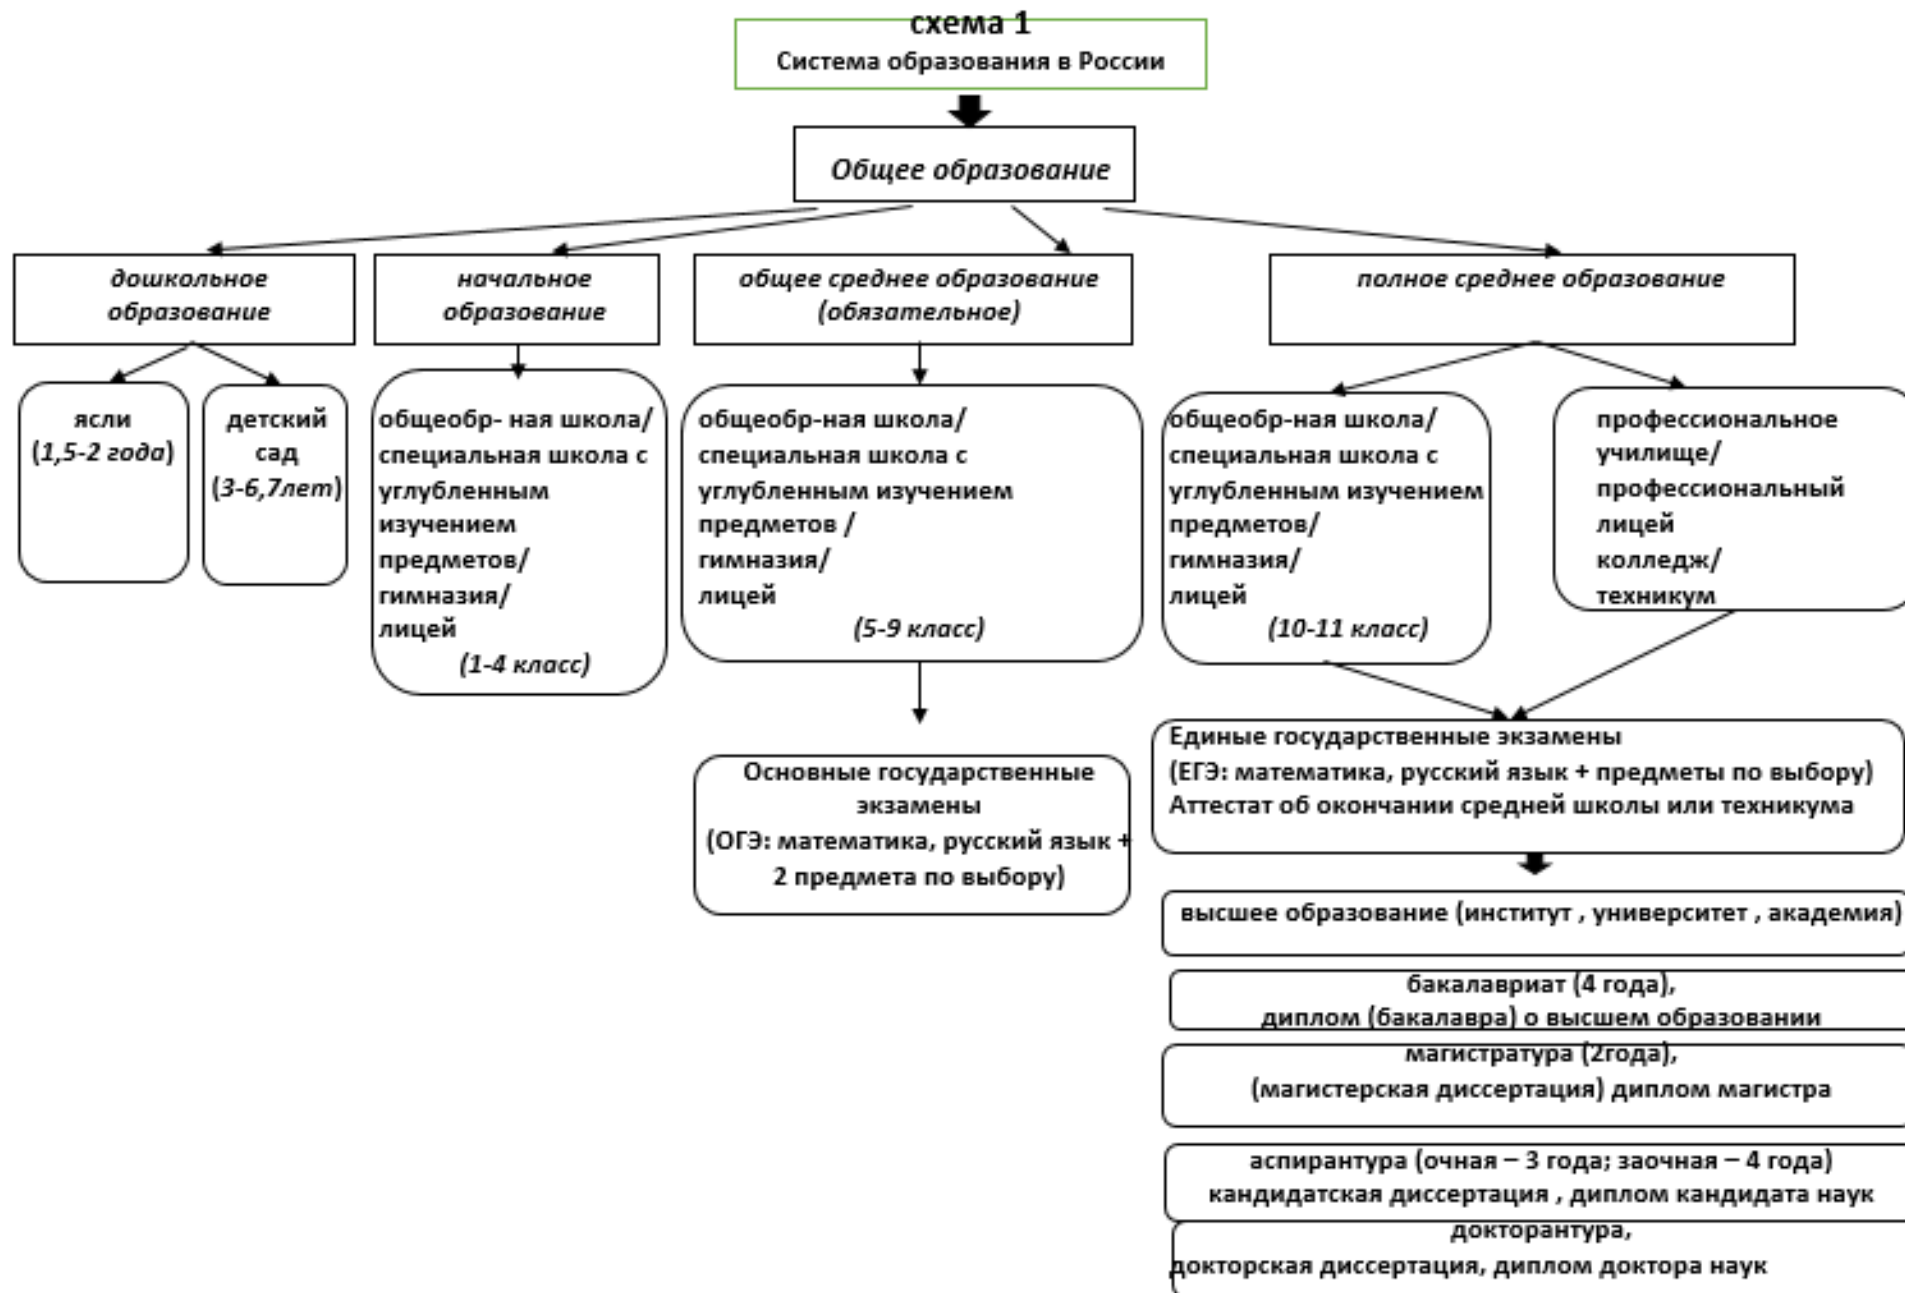 схема 1
Система образования в России
Общее образование
дошкольное
образование
начальное
образование
общее среднее образование
(обязательное)
полное среднее образование
ясли
(1,5-2 года)
детский
сад
(3-6,7лет)
общеобр- ная школа/
специальная школа с
углубленным
изучением
предметов/
гимназия/
лицей
(1-4 класс)
общеобр-ная школа/
специальная школа с
углубленным изучением
предметов /
гимназия/
лицей
(5-9 класс)
общеобр-ная школа/
специальная школа с
углубленным изучением
предметов/
гимназия/
лицей
(10-11 класс)
профессиональное
училище/
профессиональный
лицей
колледж/
техникум
Основные государственные
экзамены
(ОГЭ: математика, русский язык +
2 предмета по выбору)
Единые государственные экзамены
(ЕГЭ: математика, русский язык + предметы по выбору)
Аттестат об окончании средней школы или техникума
высшее образование (институт , университет , академия)
бакалавриат (4 года),
диплом (бакалавра) о высшем образовании
магистратура (2года),
(магистерская диссертация) диплом магистра
аспирантура (очная – 3 года; заочная – 4 года)
кандидатская диссертация , диплом кандидата наук
докторантура,
докторская диссертация, диплом доктора наук